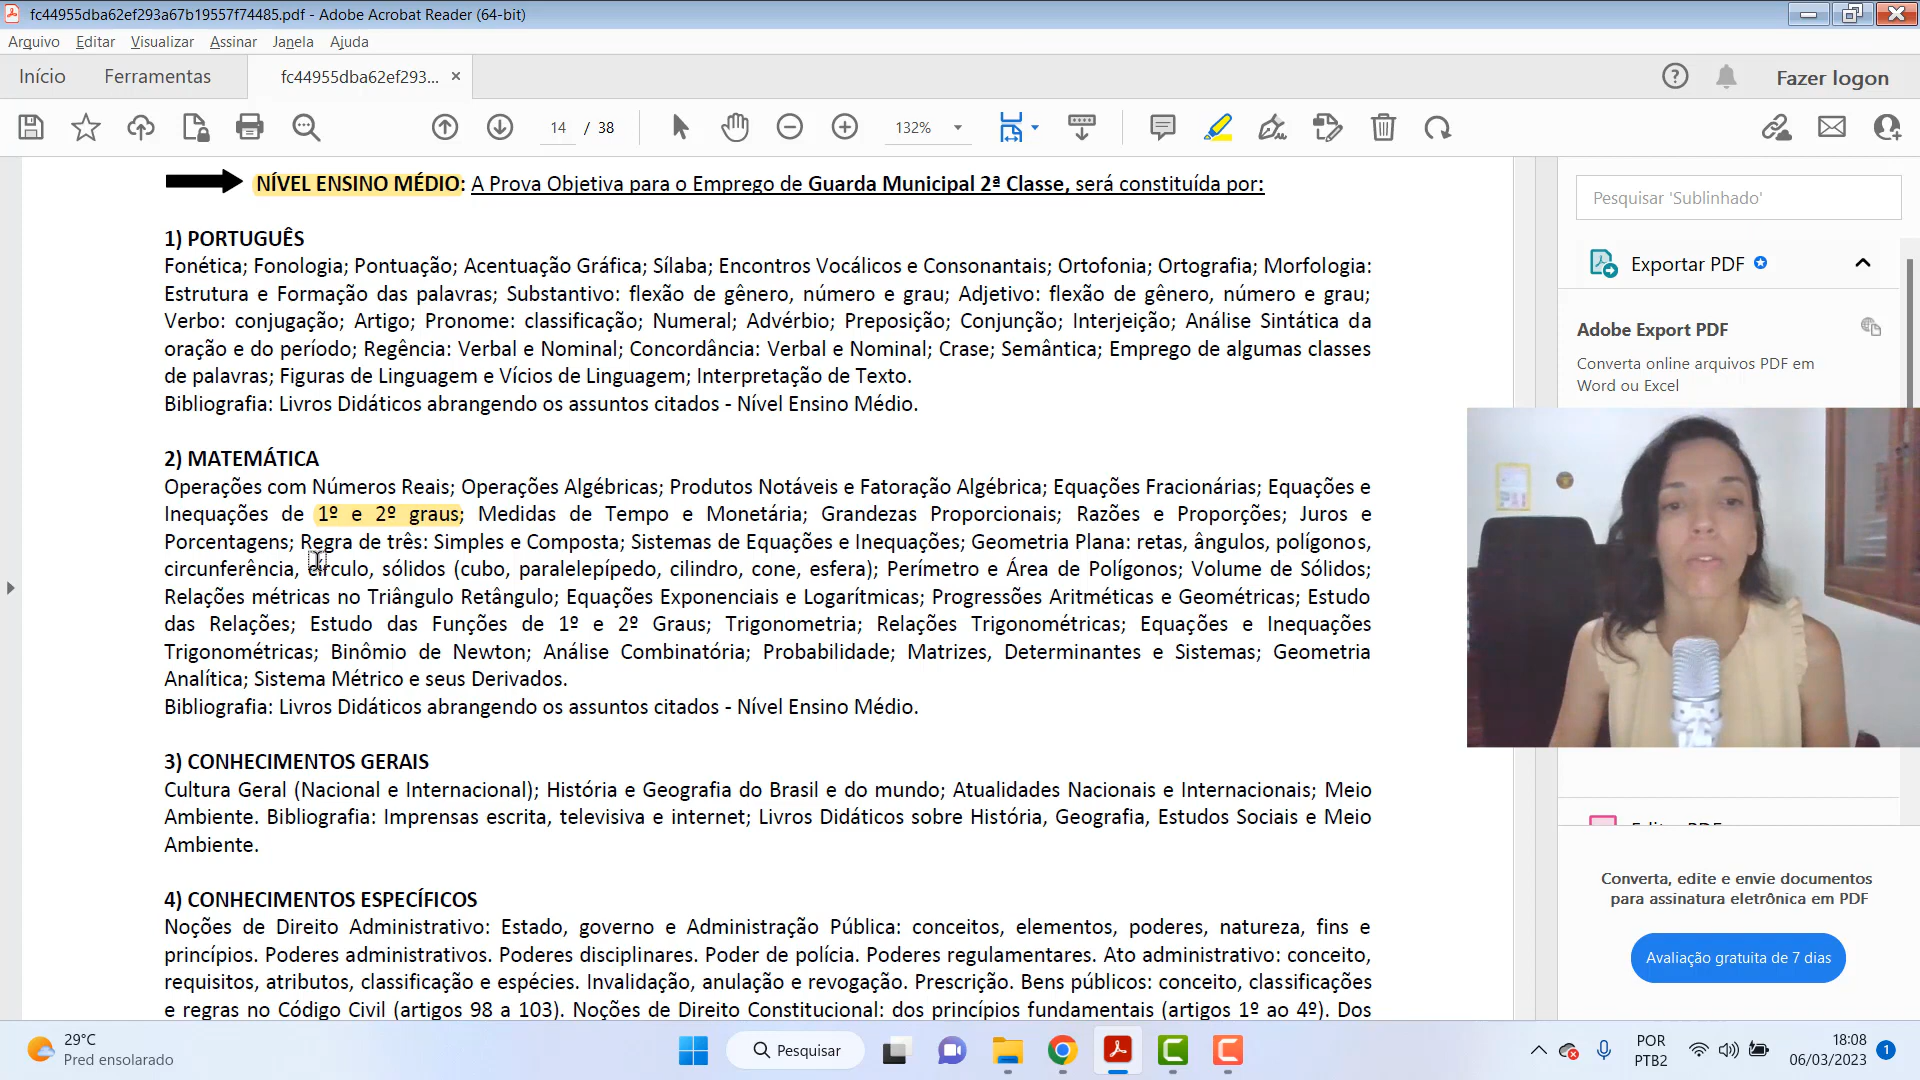 fc44955dba62ef293a67b19557f74485.pdf - Adobe Acrobat Reader (64-bit)
Arquivo Editar Visualizar Assinar Janela Ajuda
Início Ferramentas fc44955dba62ef293... × Fazer logon
14 / 38 132%
NÍVEL ENSINO MÉDIO: A Prova Objetiva para o Emprego de Guarda Municipal 2ª Classe, será constituída por:
1) PORTUGUÊS
Fonética; Fonologia; Pontuação; Acentuação Gráfica; Sílaba; Encontros Vocálicos e Consonantais; Ortofonia; Ortografia; Morfologia:
Estrutura e Formação das palavras; Substantivo: flexão de gênero, número e grau; Adjetivo: flexão de gênero, número e grau;
Verbo: conjugação; Artigo; Pronome: classificação; Numeral; Advérbio; Preposição; Conjunção; Interjeição; Análise Sintática da
oração e do período; Regência: Verbal e Nominal; Concordância: Verbal e Nominal; Crase; Semântica; Emprego de algumas classes
de palavras; Figuras de Linguagem e Vícios de Linguagem; Interpretação de Texto.
Bibliografia: Livros Didáticos abrangendo os assuntos citados - Nível Ensino Médio.
2) MATEMÁTICA
Operações com Números Reais; Operações Algébricas; Produtos Notáveis e Fatoração Algébrica; Equações Fracionárias; Equações e
Inequações de 1º e 2º graus; Medidas de Tempo e Monetária; Grandezas Proporcionais; Razões e Proporções; Juros e
Porcentagens; Regra de três: Simples e Composta; Sistemas de Equações e Inequações; Geometria Plana: retas, ângulos, polígonos,
circunferência, círculo, sólidos (cubo, paralelepípedo, cilindro, cone, esfera); Perímetro e Área de Polígonos; Volume de Sólidos;
Relações métricas no Triângulo Retângulo; Equações Exponenciais e Logarítmicas; Progressões Aritméticas e Geométricas; Estudo
das Relações; Estudo das Funções de 1º e 2º Graus; Trigonometria; Relações Trigonométricas; Equações e Inequações
Trigonométricas; Binômio de Newton; Análise Combinatória; Probabilidade; Matrizes, Determinantes e Sistemas; Geometria
Analítica; Sistema Métrico e seus Derivados.
Bibliografia: Livros Didáticos abrangendo os assuntos citados - Nível Ensino Médio.
3) CONHECIMENTOS GERAIS
Cultura Geral (Nacional e Internacional); História e Geografia do Brasil e do mundo; Atualidades Nacionais e Internacionais; Meio
Ambiente. Bibliografia: Imprensas escrita, televisiva e internet; Livros Didáticos sobre História, Geografia, Estudos Sociais e Meio
Ambiente.
4) CONHECIMENTOS ESPECÍFICOS
Noções de Direito Administrativo: Estado, governo e Administração Pública: conceitos, elementos, poderes, natureza, fins e
princípios. Poderes administrativos. Poderes disciplinares. Poder de polícia. Poderes regulamentares. Ato administrativo: conceito,
requisitos, atributos, classificação e espécies. Invalidação, anulação e revogação. Prescrição. Bens públicos: conceito, classificações
e regras no Código Civil (artigos 98 a 103). Noções de Direito Constitucional: dos princípios fundamentais (artigos 1º ao 4º). Dos
Pesquisar 'Sublinhado'
Exportar PDF
Adobe Export PDF
Converta online arquivos PDF em
Word ou Excel
Converta, edite e envie documentos
para assinatura eletrônica em PDF
Avaliação gratuita de 7 dias
29°C
Pred ensolarado
Pesquisar
POR
PTB2
18:08
06/03/2023
1